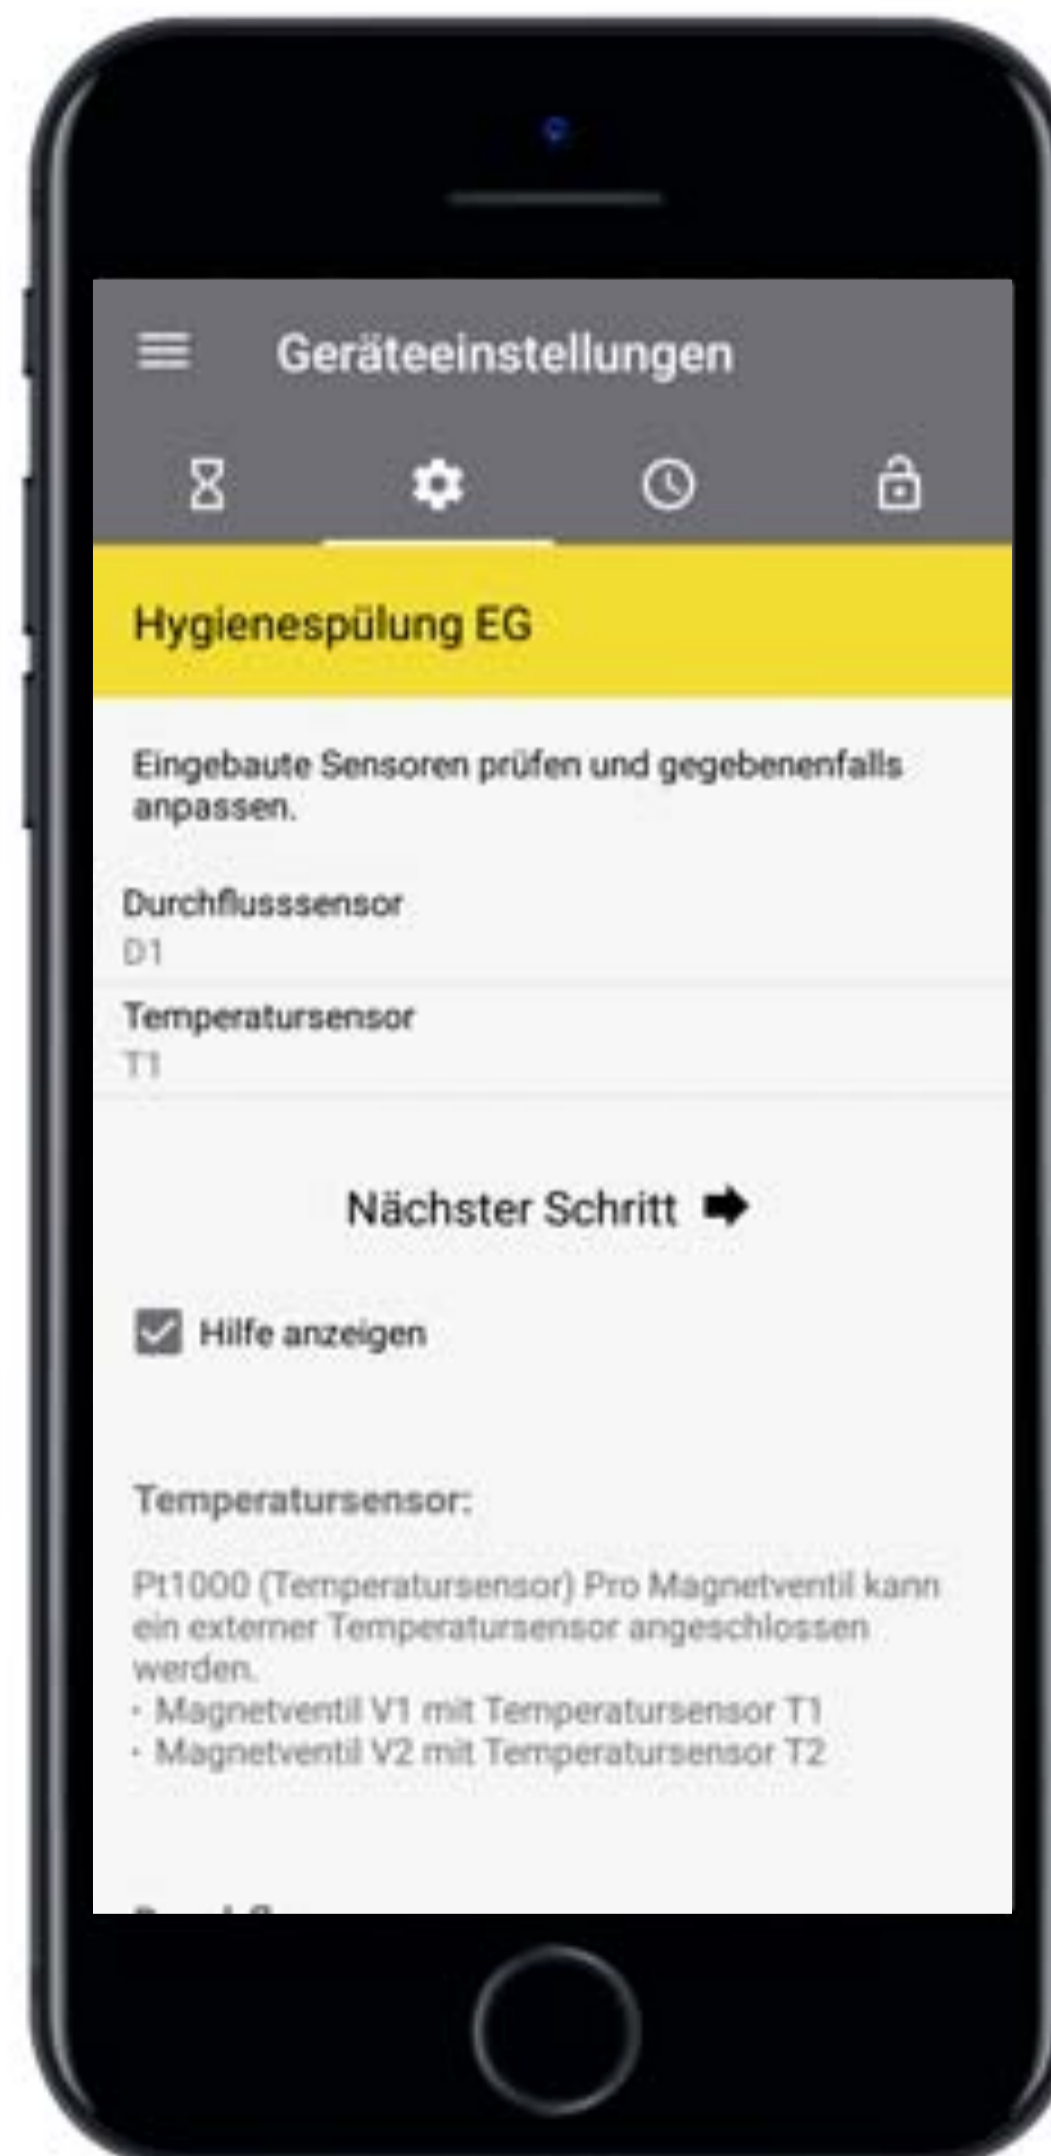 Geräteeinstellungen
Hygienespülung EG
Eingebaute Sensoren prüfen und gegebenenfalls
anpassen.
Durchflusssensor
D1
Temperatursensor
T1
Nächster Schritt
Hilfe anzeigen
Temperatursensor:
Pt1000 (Temperatursensor) Pro Magnetventil kann
ein externer Temperatursensor angeschlossen
werden.
· Magnetventil V1 mit Temperatursensor T1
· Magnetventil V2 mit Temperatursensor T2